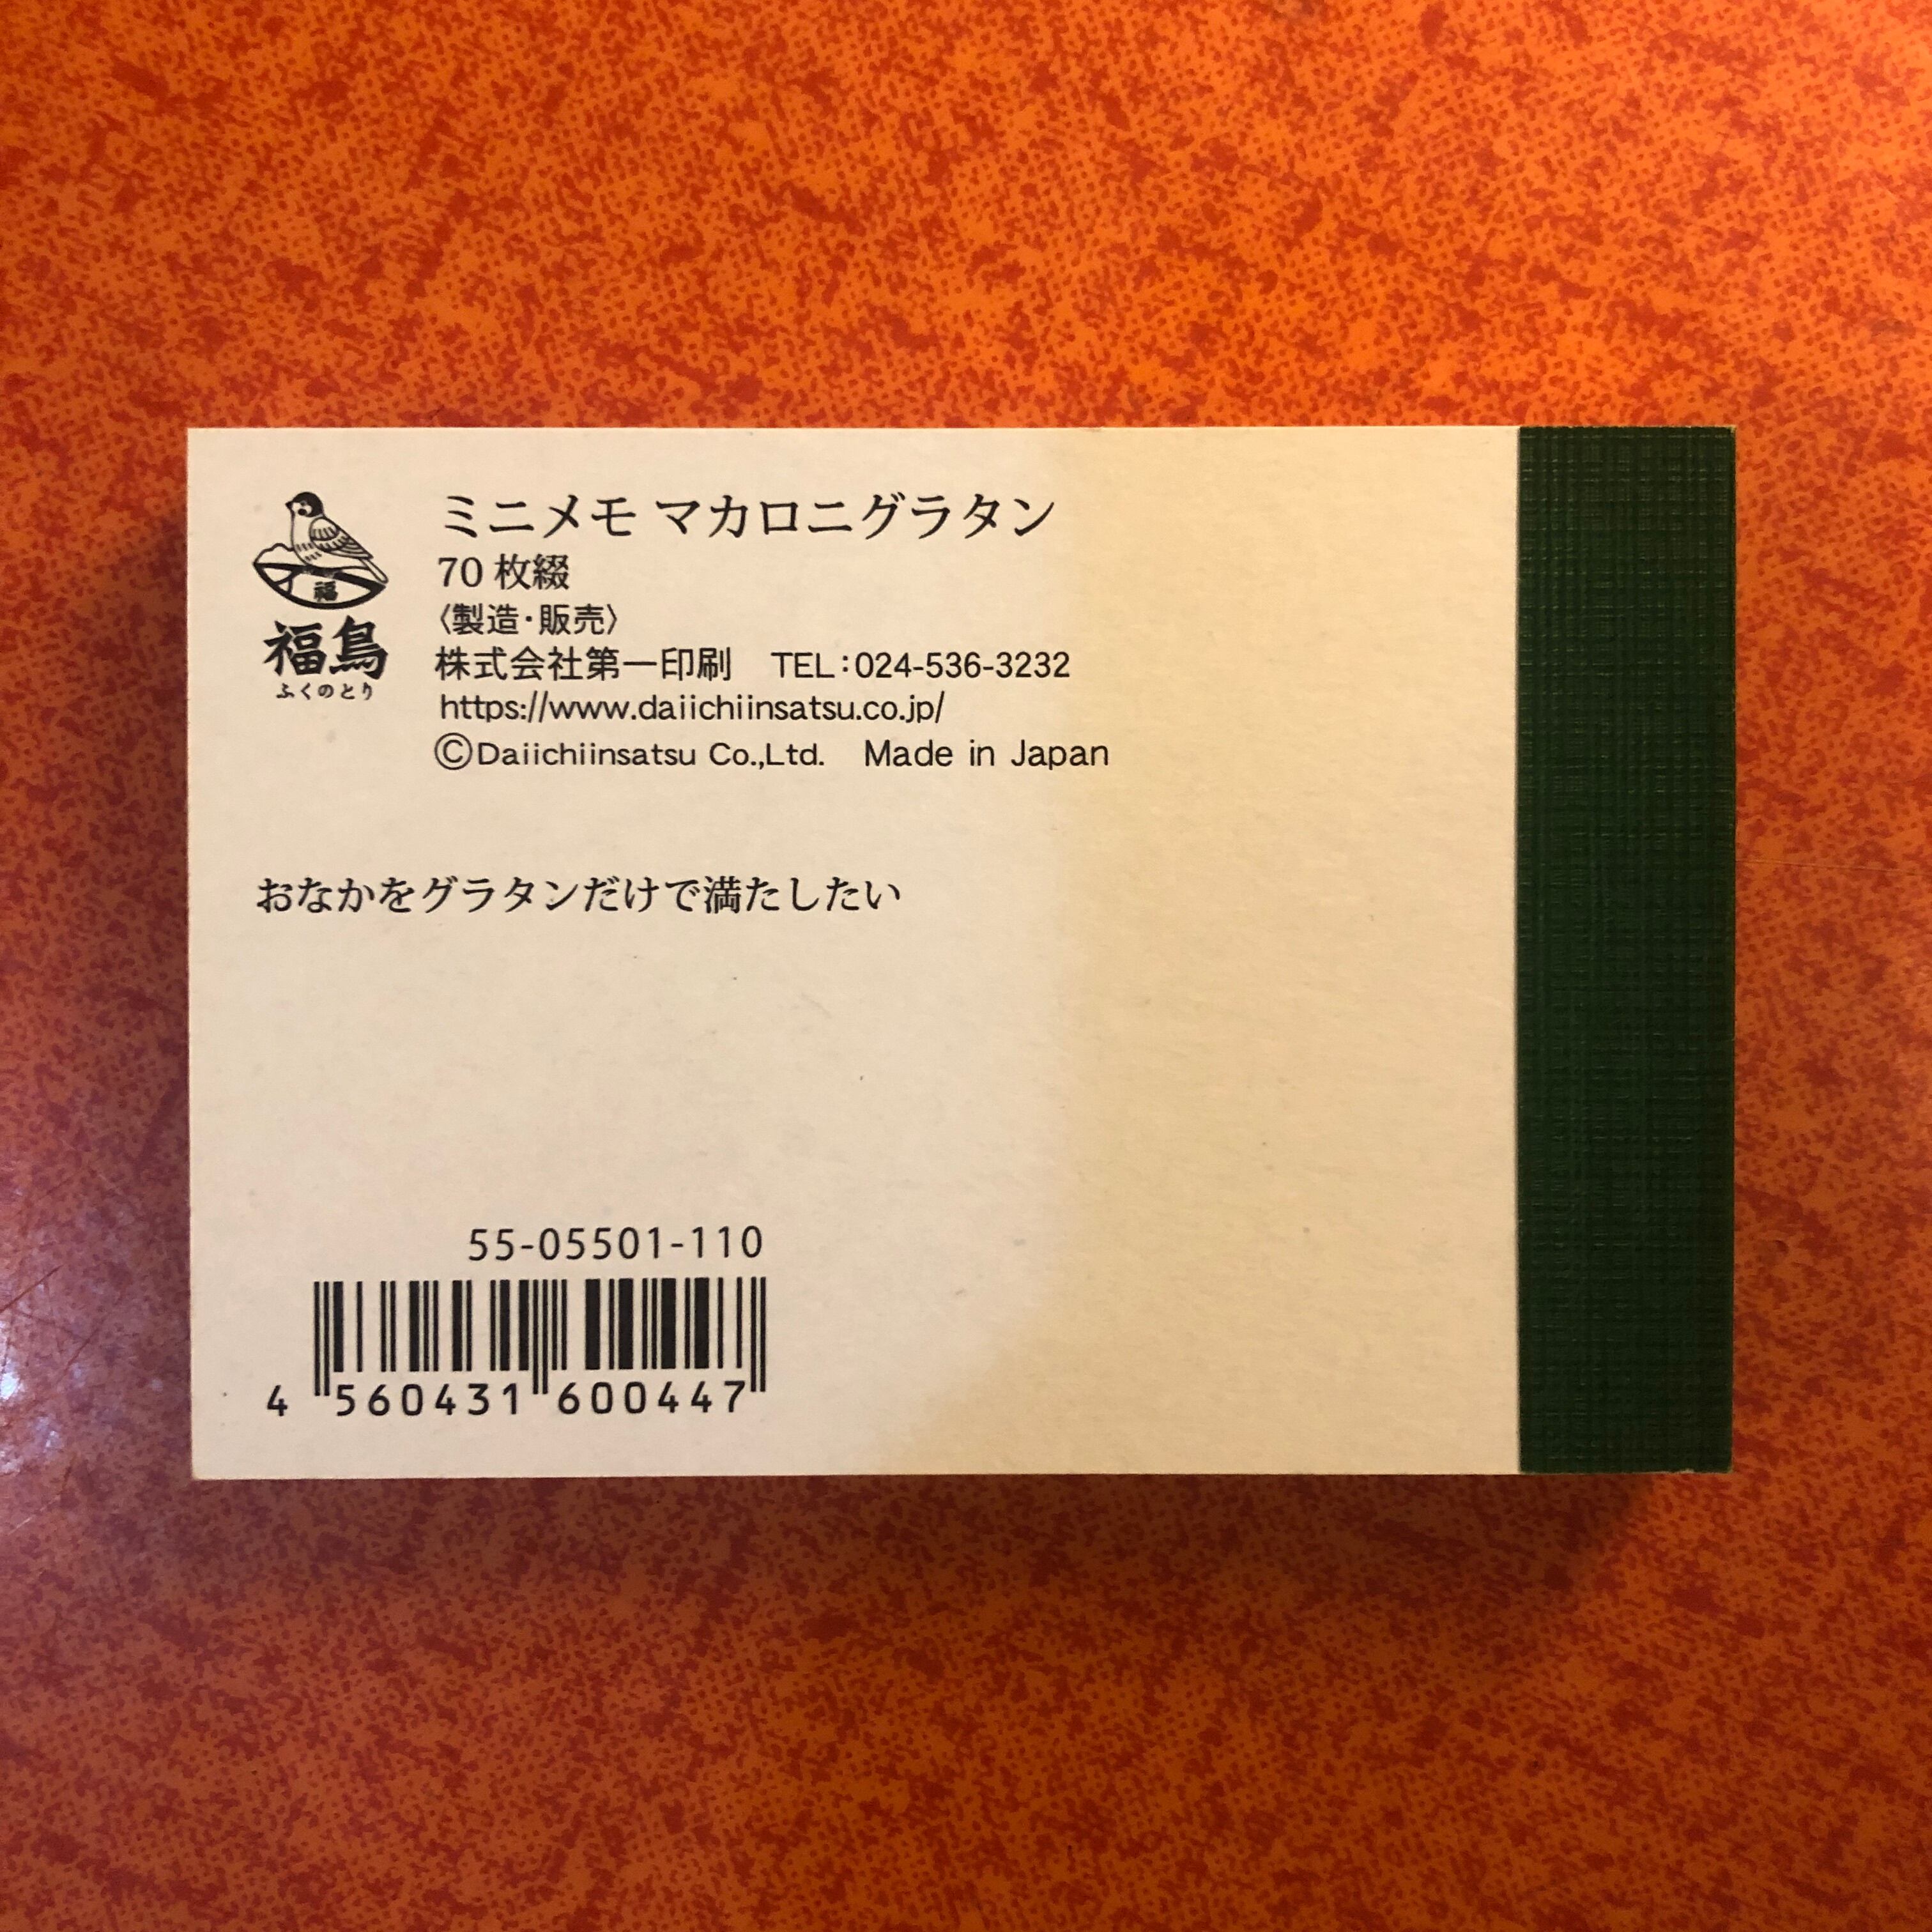 福
福鳥
ふくのとり
ミニメモ マカロニグラタン
70 枚綴
〈製造・販売〉
株式会社第一印刷 TEL:024-536-3232
https://www.daiichiinsatsu.co.jp/
©Daiichiinsatsu Co.,Ltd. Made in Japan
おなかをグラタンだけで満たしたい
55-05501-110
4 560431 600447